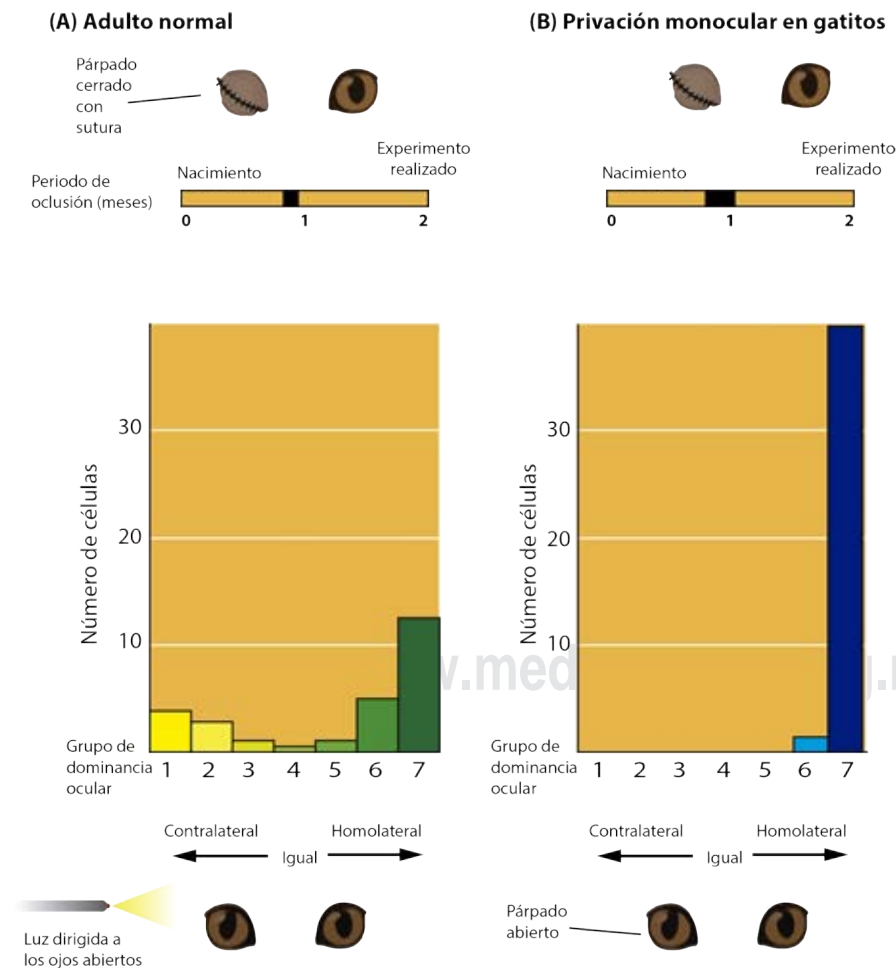 (A) Adulto normal
(B) Privación monocular en gatitos
Párpado
cerrado
con
sutura
Periodo de
oclusión (meses)
Nacimiento
Experimento
realizado
0 1 2
Nacimiento
Experimento
realizado
0 1 2
Número de células
30
20
10
Grupo de
dominancia
ocular
1 2 3 4 5 6 7
Contralateral
Igual
Homolateral
Luz dirigida a
los ojos abiertos
Número de células
30
20
10
Grupo de
dominancia
ocular
1 2 3 4 5 6 7
Contralateral
Igual
Homolateral
Párpado
abierto